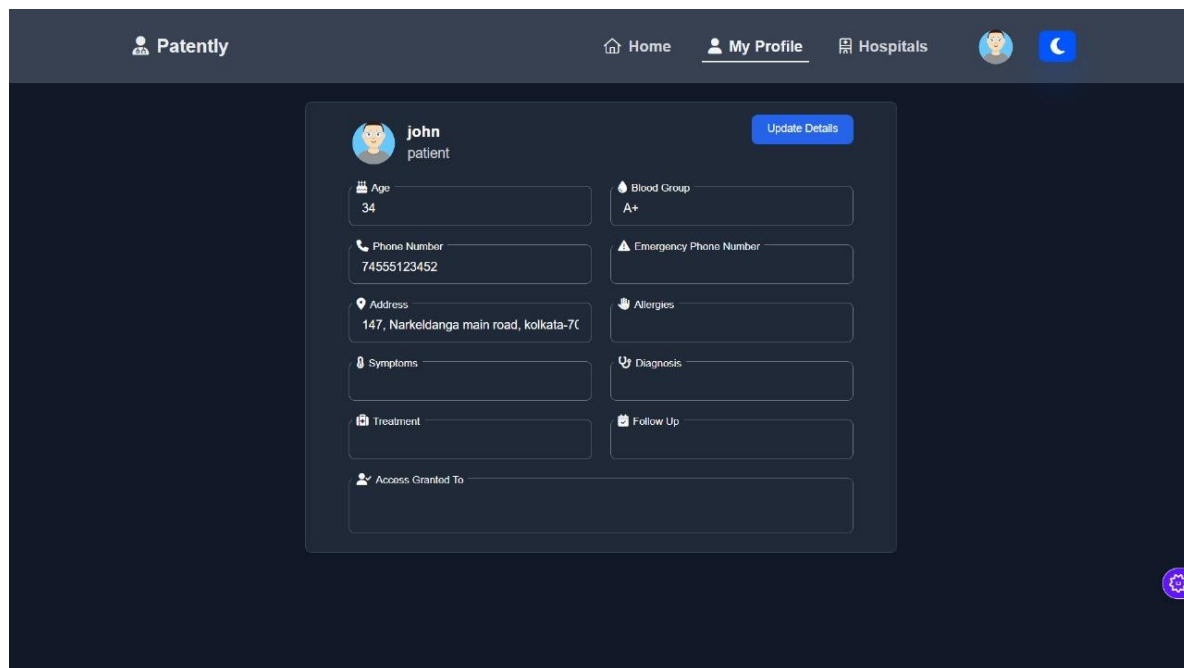 Patently
Home My Profile Hospitals
john
patient
Update Details
Age
34
Blood Group
A+
Phone Number
74555123452
Emergency Phone Number
Address
147, Narkeldanga main road, kolkata-70
Allergies
Symptoms
Diagnosis
Treatment
Follow Up
Access Granted To